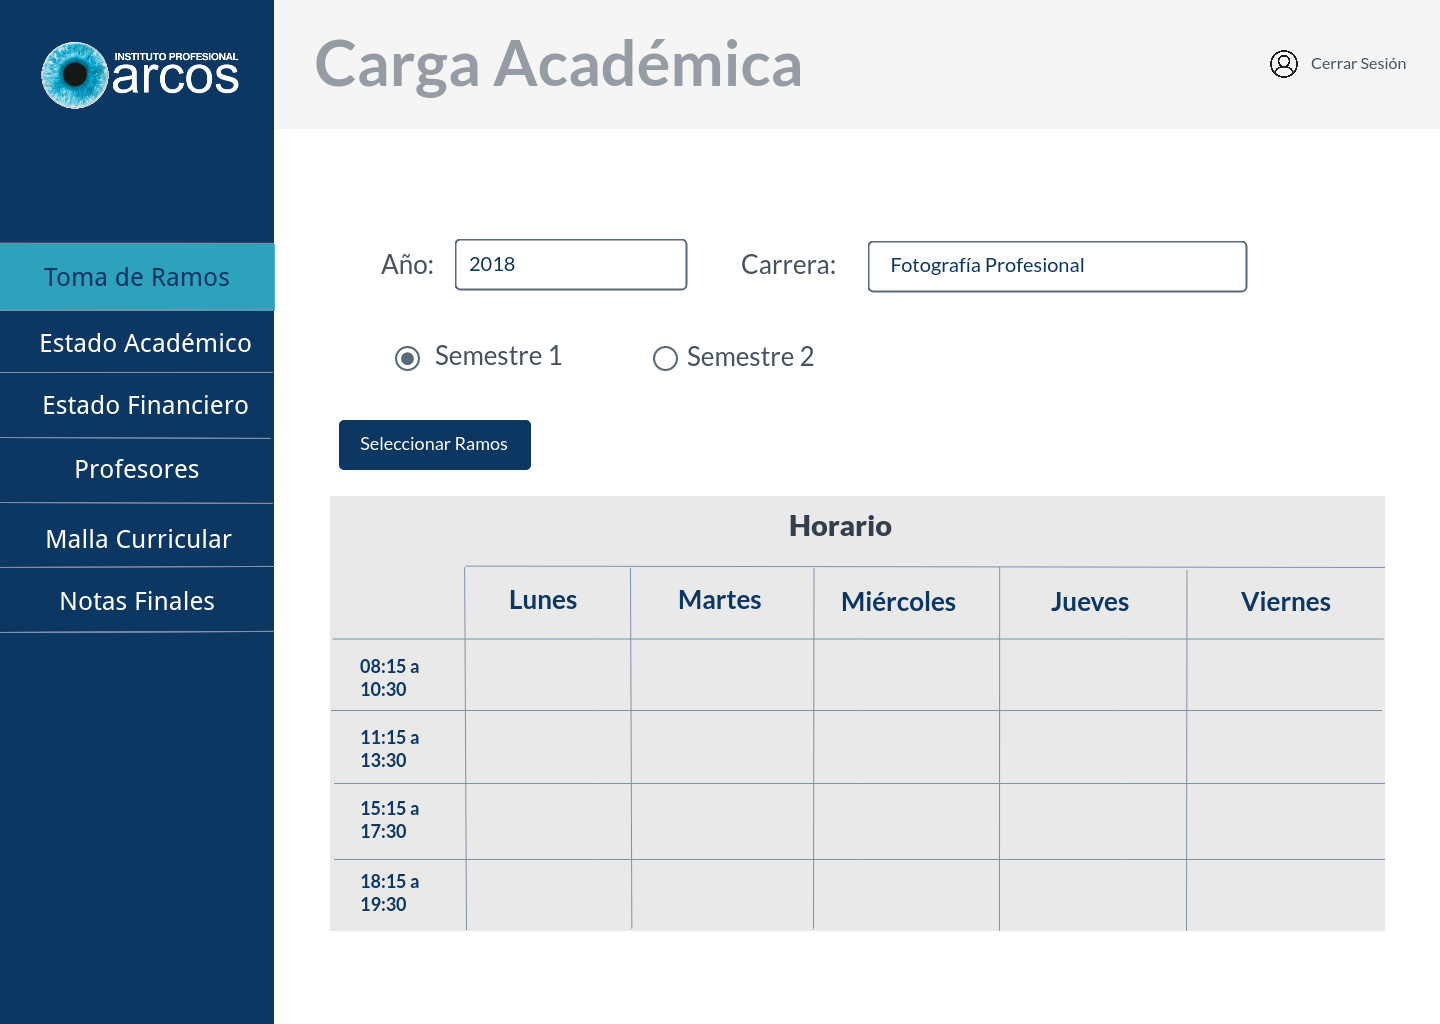 INSTITUTO PROFESIONAL
arcos
Carga Académica
Cerrar Sesión
Toma de Ramos
Estado Académico
Estado Financiero
Profesores
Malla Curricular
Notas Finales
Año: 2018 Carrera: Fotografía Profesional
Semestre 1 Semestre 2
Seleccionar Ramos
Horario
Lunes Martes Miércoles Jueves Viernes
08:15 a
10:30
11:15 a
13:30
15:15 a
17:30
18:15 a
19:30